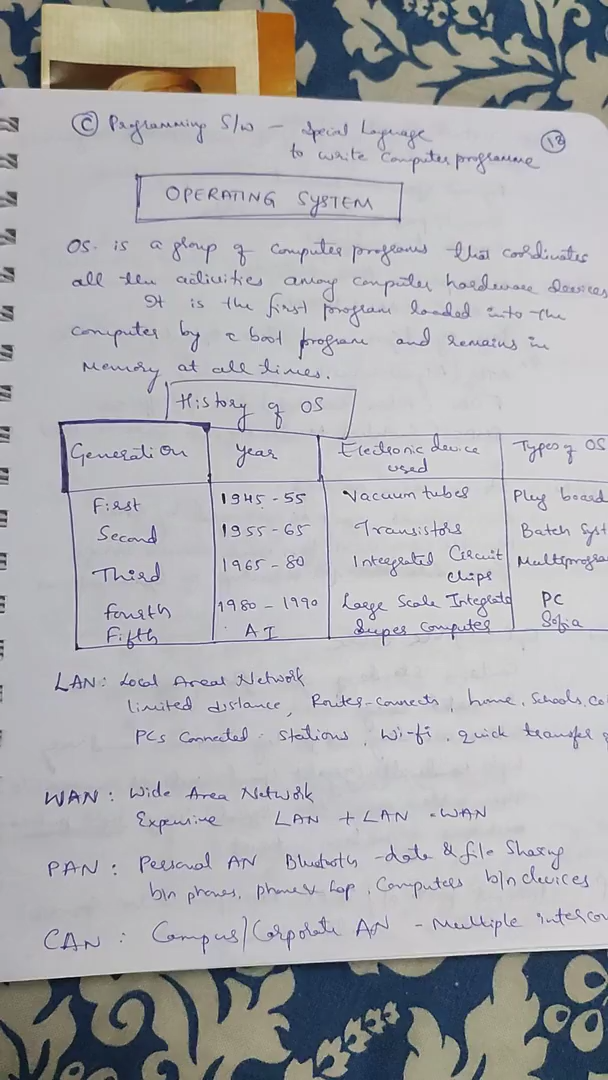 (C) Programming S/W - Special Laguage (13)
to write Computer programme
OPERATING SYSTEM
OS. is a group of computer programs that coordinates
all the activities among computer hardware devices
It is the first program loaded into the
computer by a boot program and remains in
Memory at all times.
History of OS
Generation Year Electronic device used Types of OS
First 1945-55 Vacuum tubes Plug board
Second 1955-65 Transistors Batch Syst
Third 1965-80 Integrated Circuit chips Multiprogra
Fourth 1980-1990 Large Scale Integrate PC
Fifth AI Super computer Sofia
LAN: Local Areal Network
limited distance, Router-connects, home, Schools, Col
PCs Connected: stations, Wi-fi, quick transfer
WAN: Wide Area Network
Expensive LAN + LAN = WAN
PAN: Personal AN Bluetooth - data & file Sharing
b/n phones, phone & lap, Computers b/n devices
CAN: Campus/Corporate AN - Multiple interco